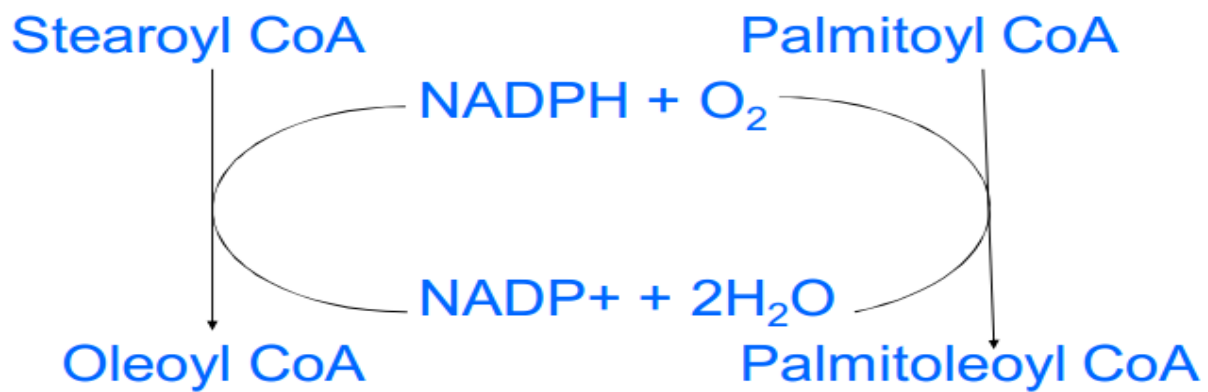 Stearoyl CoA Palmitoyl CoA
NADPH + O₂
NADP+ + 2H₂O
Oleoyl CoA Palmitoleoyl CoA